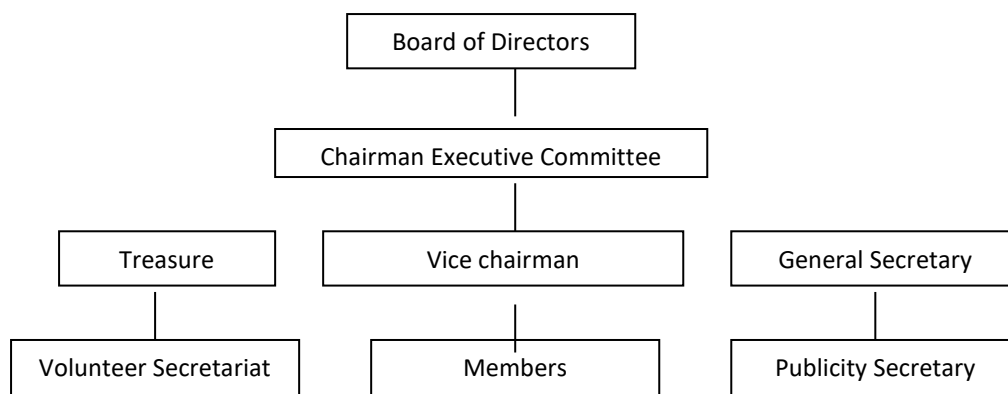 Board of Directors
Chairman Executive Committee
Treasure
Vice chairman
General Secretary
Volunteer Secretariat
Members
Publicity Secretary